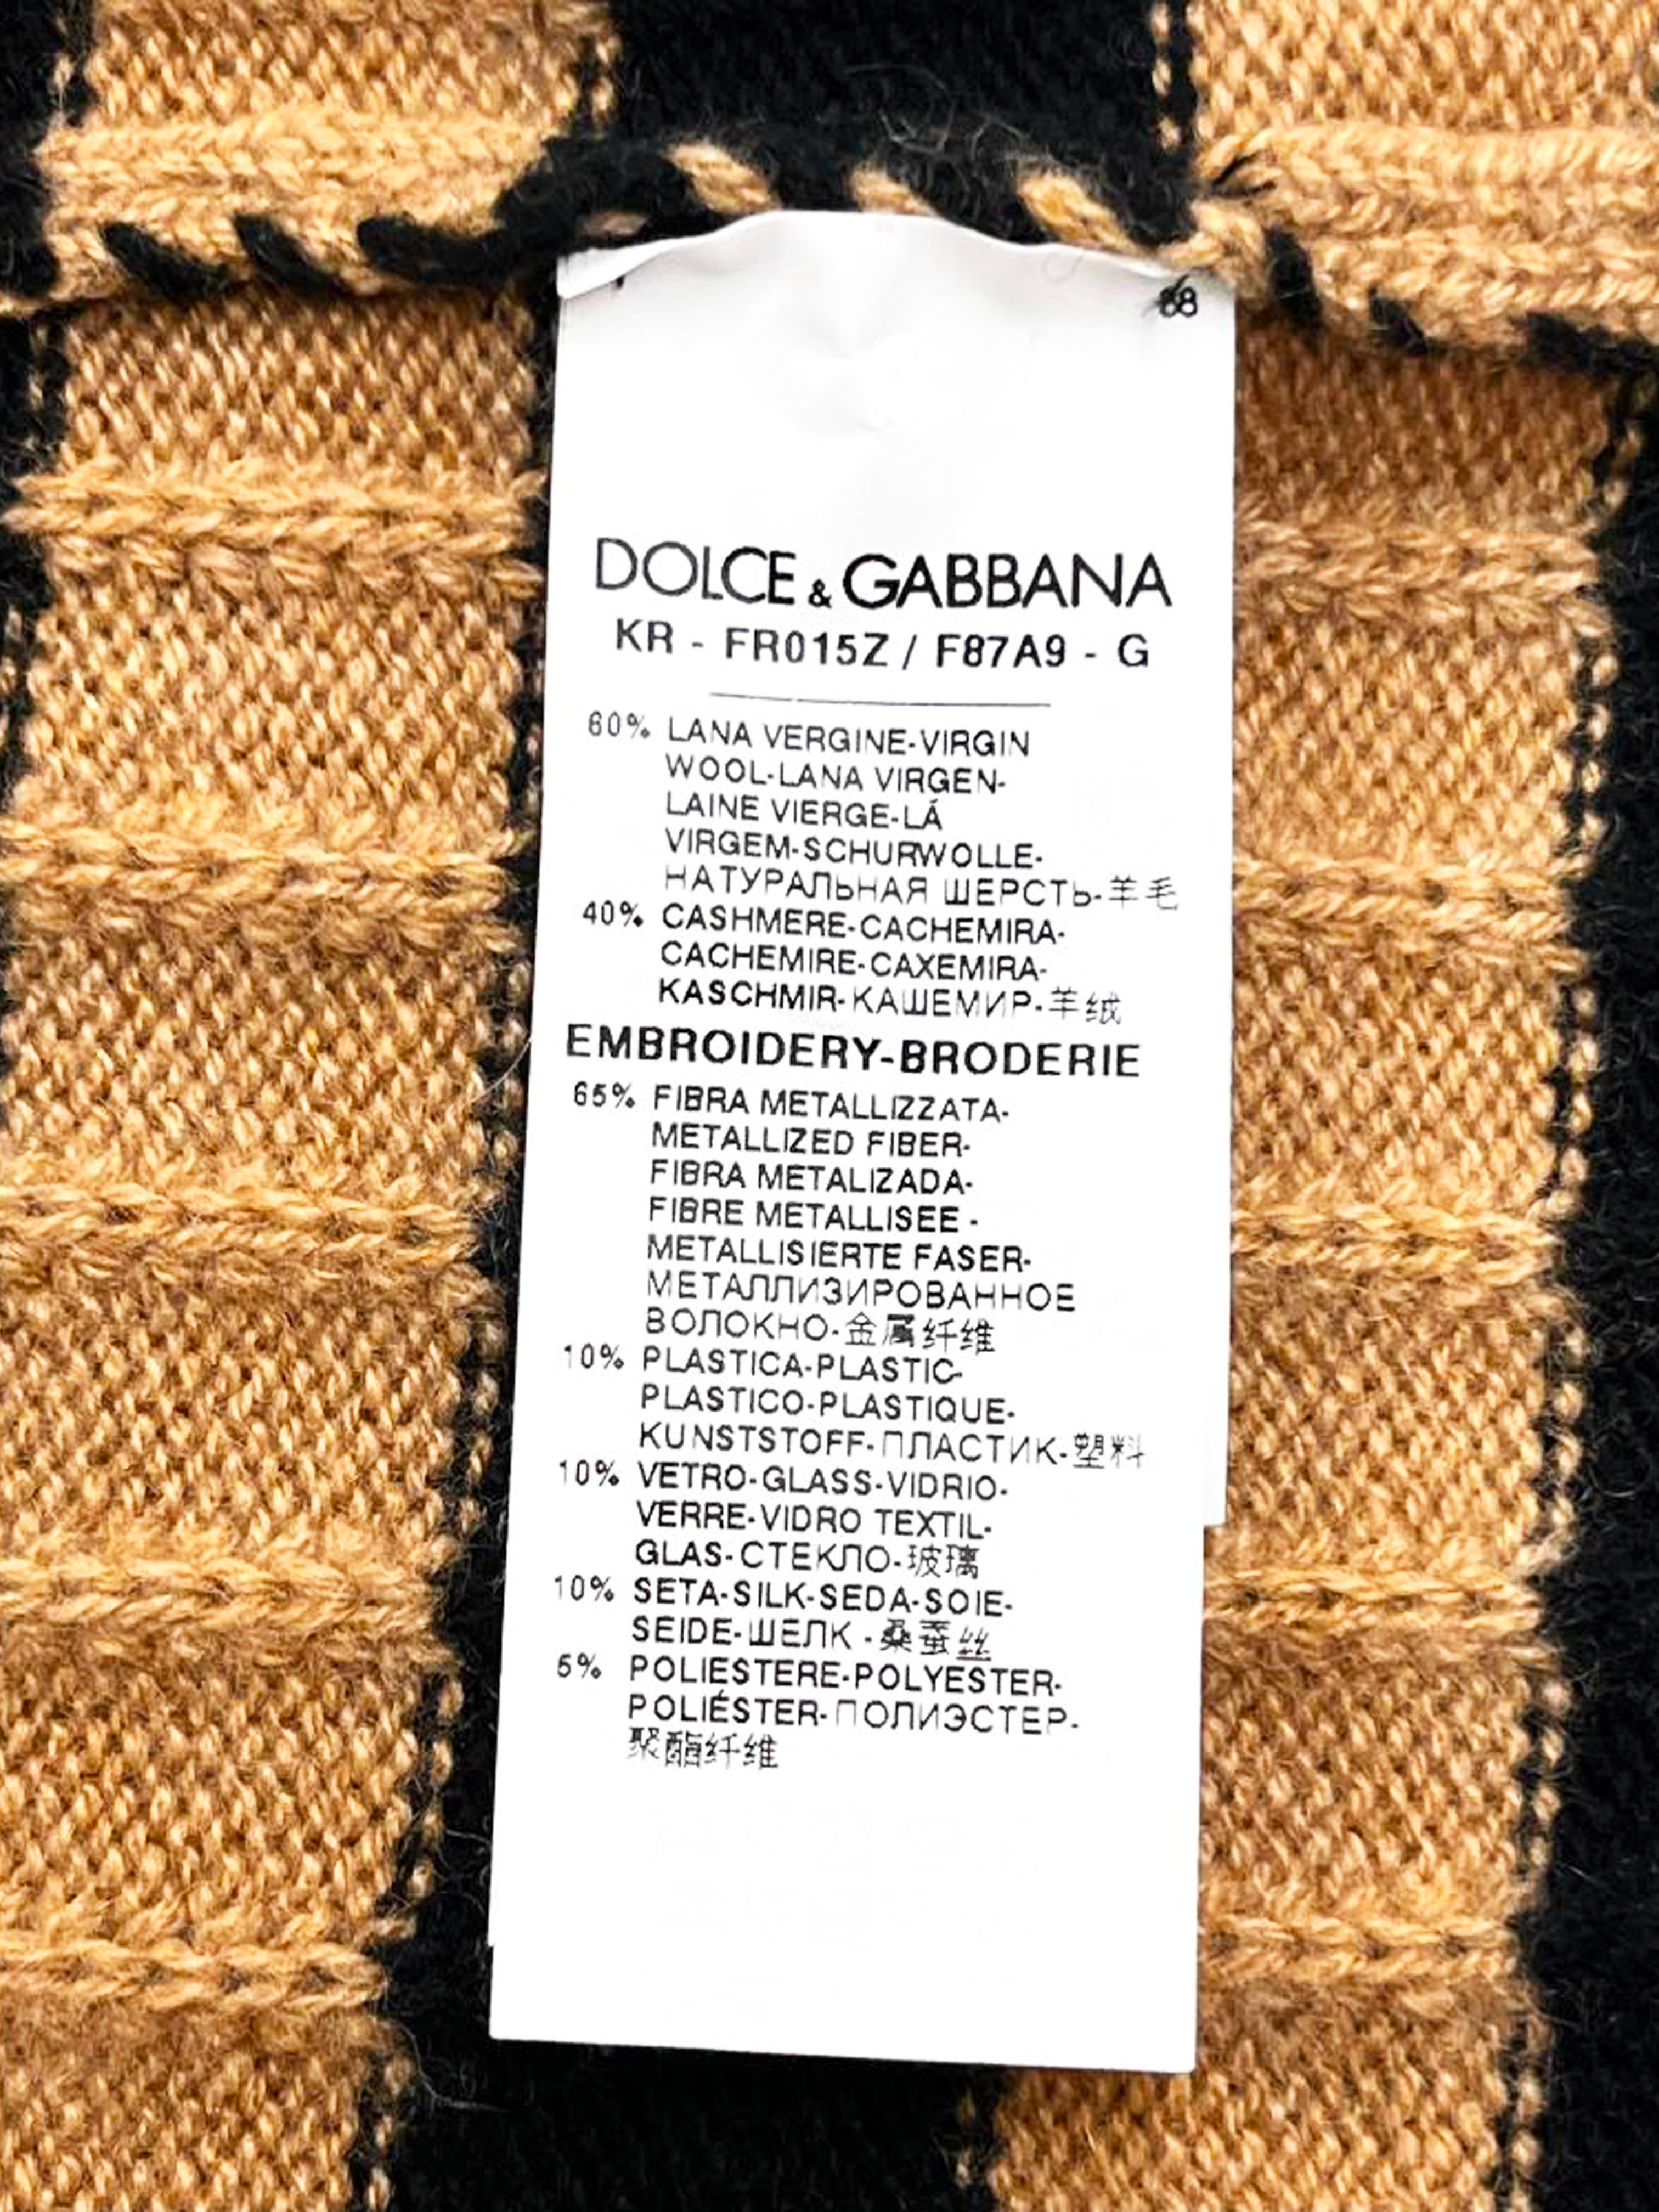 68
DOLCE & GABBANA
KR - FR015Z / F87A9 - G
60% LANA VERGINE-VIRGIN
WOOL-LANA VIRGEN-
LAINE VIERGE-LÃ
VIRGEM-SCHURWOLLE-
НАТУРАЛЬНАЯ ШЕРСТЬ-羊毛
40% CASHMERE-CACHEMIRA-
CACHEMIRE-CAXEMIRA-
KASCHMIR-КАШЕМИР-羊绒
EMBROIDERY-BRODERIE
65% FIBRA METALLIZZATA-
METALLIZED FIBER-
FIBRA METALIZADA-
FIBRE METALLISEE -
METALLISIERTE FASER-
МЕТАЛЛИЗИРОВАННОЕ
ВОЛОКНО-金属纤维
10% PLASTICA-PLASTIC-
PLASTICO-PLASTIQUE-
KUNSTSTOFF-ПЛАСТИК-塑料
10% VETRO-GLASS-VIDRIO-
VERRE-VIDRO TEXTIL-
GLAS-СТЕКЛО-玻璃
10% SETA-SILK-SEDA-SOIE-
SEIDE-ШЕЛК -桑蚕丝
5% POLIESTERE-POLYESTER-
POLIÉSTER-ПОЛИЭСТЕР-
聚酯纤维